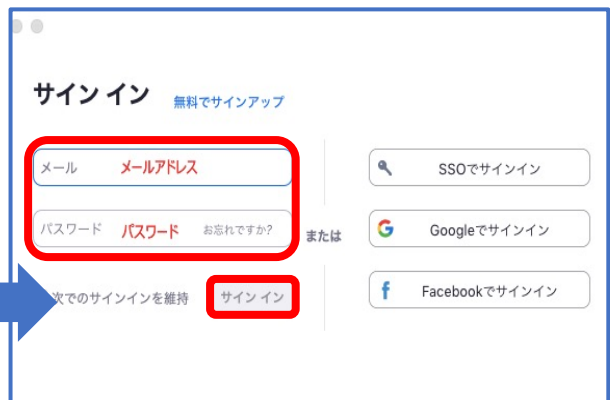 サイン イン 無料でサインアップ
メール メールアドレス
パスワード パスワード お忘れですか?
次でのサインインを維持 サイン イン
または
SSOでサインイン
Googleでサインイン
Facebookでサインイン